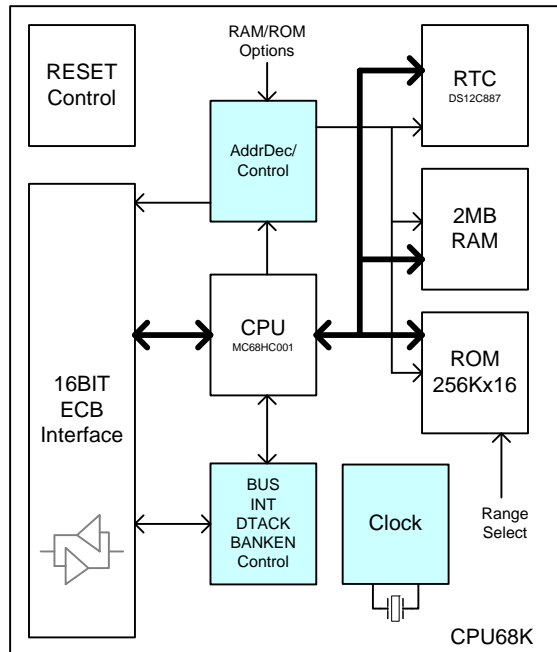 RAM/ROM
Options
RESET
Control
RTC
DS12C887
AddrDec/
Control
2MB
RAM
CPU
MC68HC001
16BIT
ECB
Interface
ROM
256Kx16
BUS
INT
DTACK
BANKEN
Control
Clock
Range
Select
CPU68K